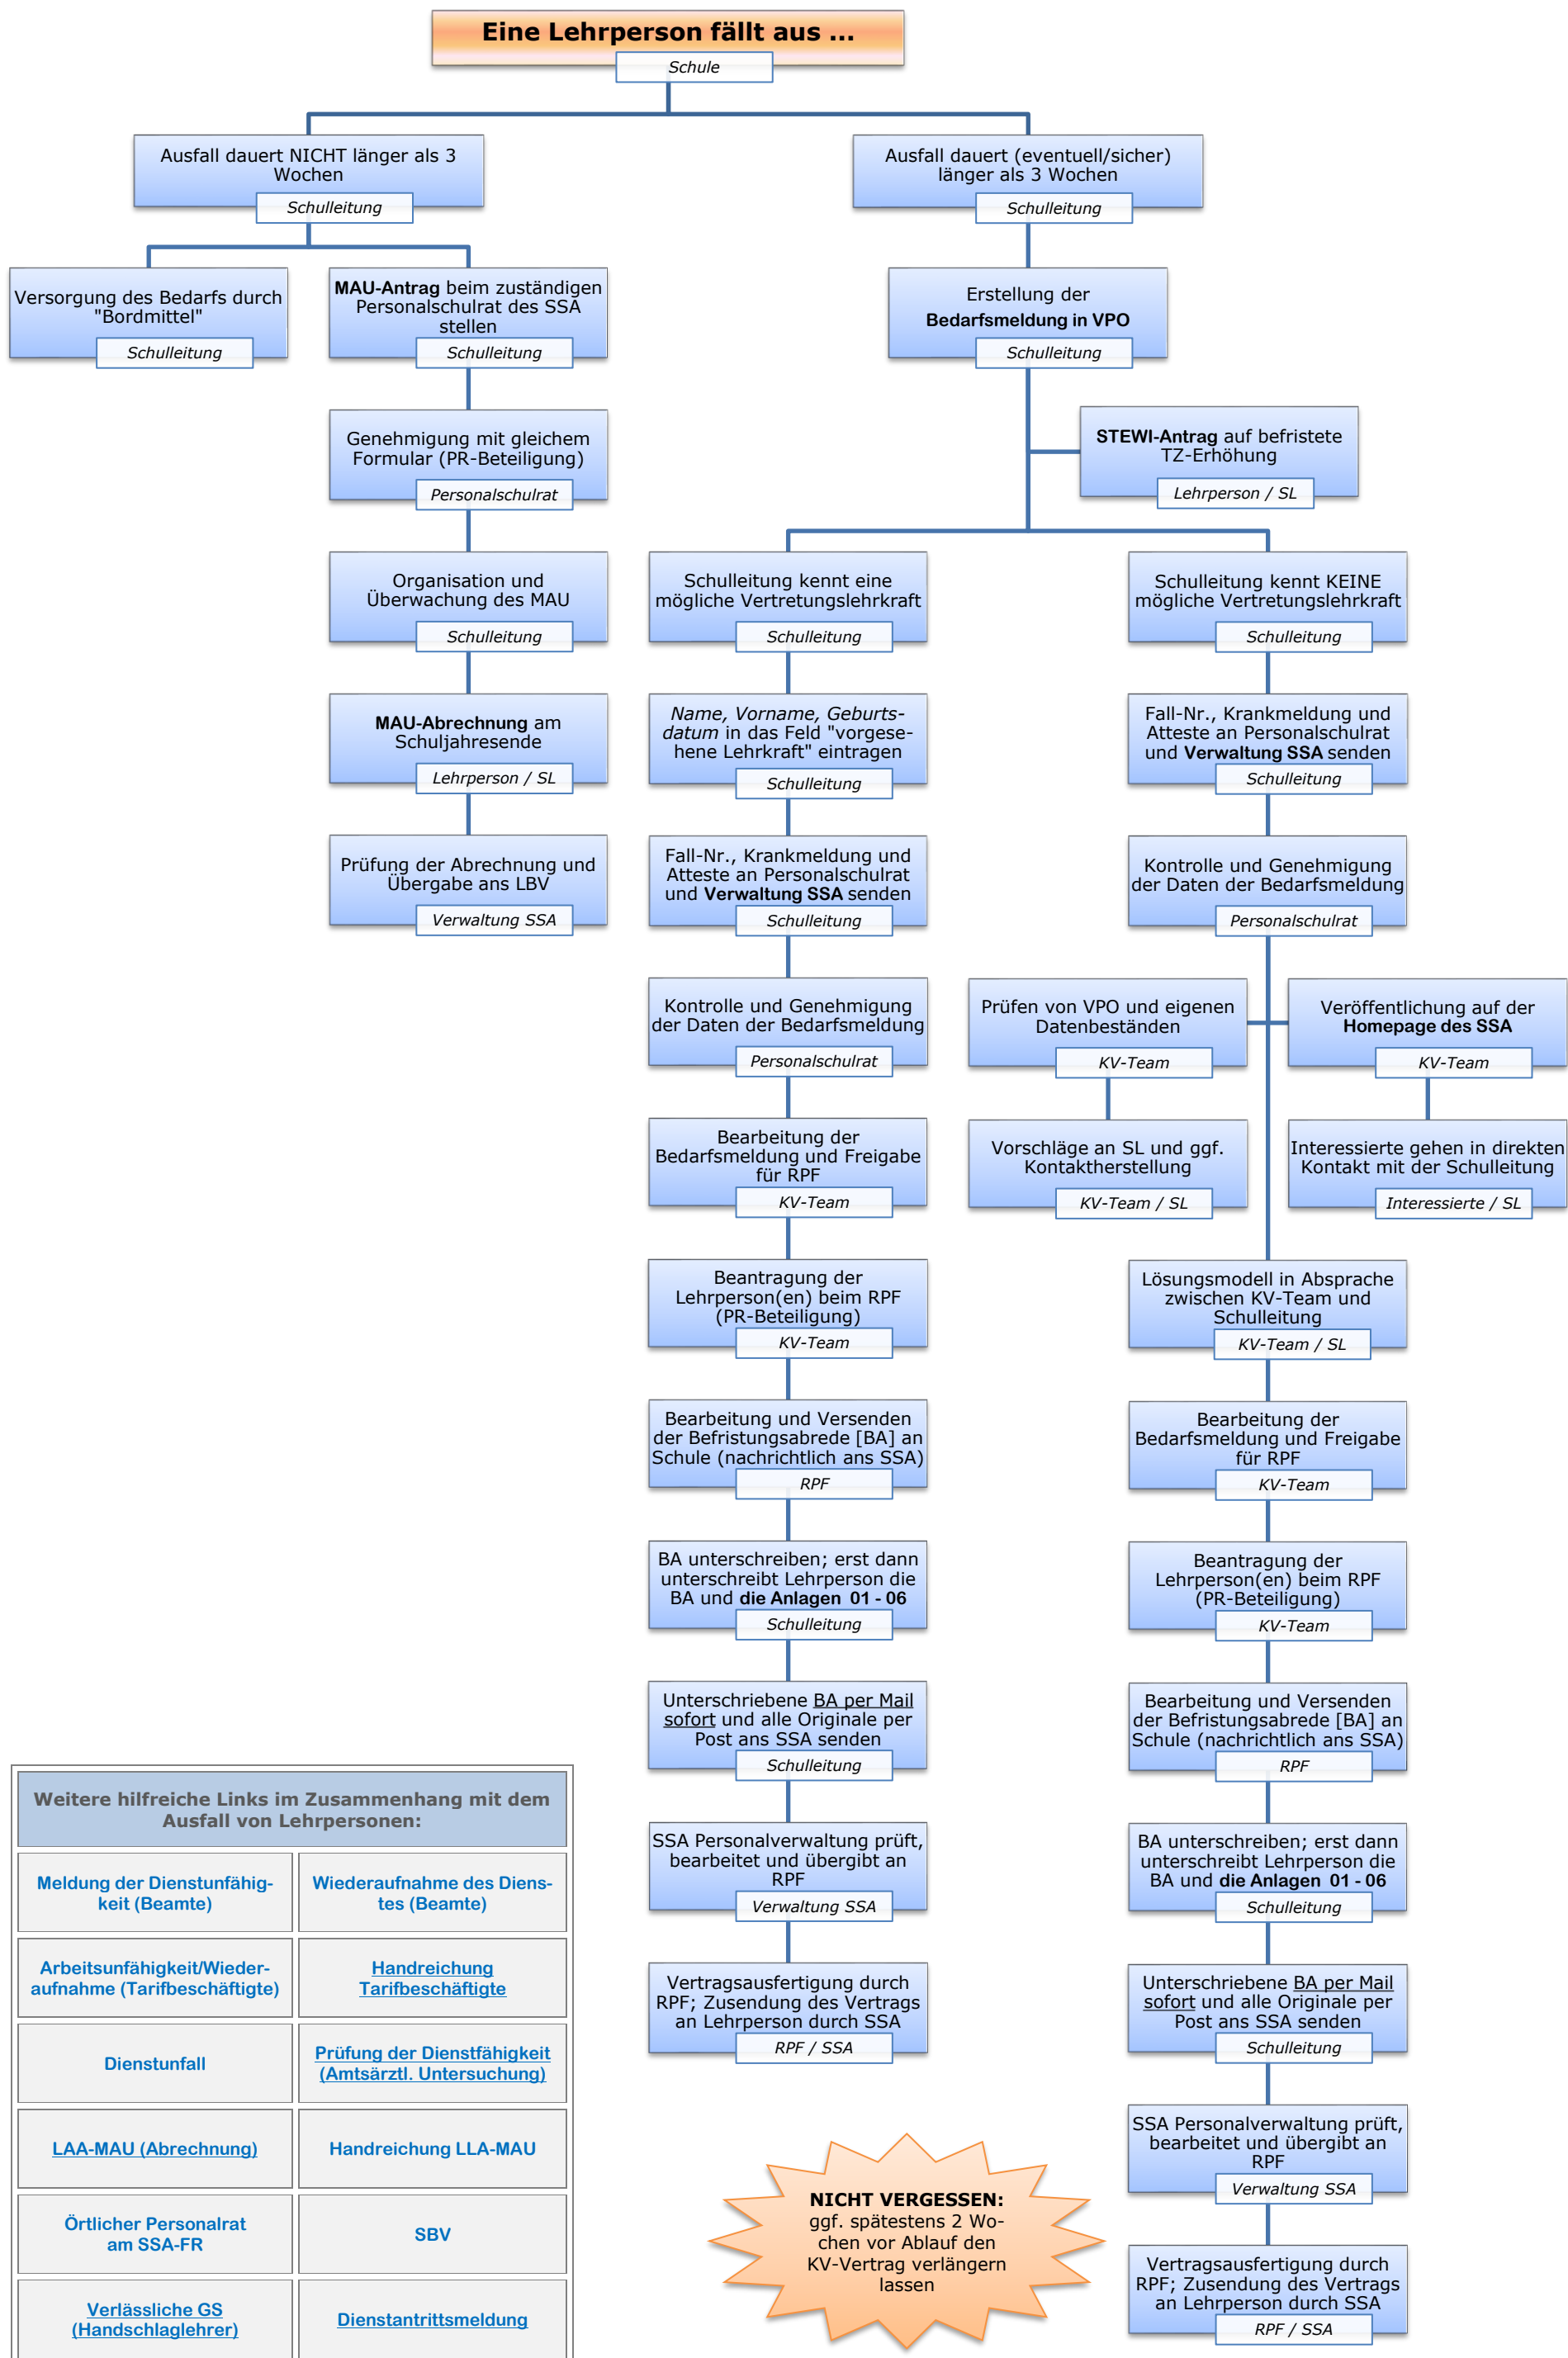 Eine Lehrperson fällt aus ...
Schule
Ausfall dauert NICHT länger als 3
Wochen
Schulleitung
Ausfall dauert (eventuell/sicher)
länger als 3 Wochen
Schulleitung
Versorgung des Bedarfs durch
"Bordmittel"
Schulleitung
MAU-Antrag beim zuständigen
Personalschulrat des SSA
stellen
Schulleitung
Genehmigung mit gleichem
Formular (PR-Beteiligung)
Personalschulrat
Organisation und
Überwachung des MAU
Schulleitung
MAU-Abrechnung am
Schuljahresende
Lehrperson / SL
Prüfung der Abrechnung und
Übergabe ans LBV
Verwaltung SSA
Erstellung der
Bedarfsmeldung in VPO
Schulleitung
STEWI-Antrag auf befristete
TZ-Erhöhung
Lehrperson / SL
Schulleitung kennt eine
mögliche Vertretungslehrkraft
Schulleitung
Name, Vorname, Geburts-
datum in das Feld "vorgese-
hene Lehrkraft" eintragen
Schulleitung
Fall-Nr., Krankmeldung und
Atteste an Personalschulrat
und Verwaltung SSA senden
Schulleitung
Kontrolle und Genehmigung
der Daten der Bedarfsmeldung
Personalschulrat
Bearbeitung der
Bedarfsmeldung und Freigabe
für RPF
KV-Team
Beantragung der
Lehrperson(en) beim RPF
(PR-Beteiligung)
KV-Team
Bearbeitung und Versenden
der Befristungsabrede [BA] an
Schule (nachrichtlich ans SSA)
RPF
BA unterschreiben; erst dann
unterschreibt Lehrperson die
BA und die Anlagen 01 - 06
Schulleitung
Unterschriebene BA per Mail
sofort und alle Originale per
Post ans SSA senden
Schulleitung
SSA Personalverwaltung prüft,
bearbeitet und übergibt an
RPF
Verwaltung SSA
Vertragsausfertigung durch
RPF; Zusendung des Vertrags
an Lehrperson durch SSA
RPF / SSA
Schulleitung kennt KEINE
mögliche Vertretungslehrkraft
Schulleitung
Fall-Nr., Krankmeldung und
Atteste an Personalschulrat
und Verwaltung SSA senden
Schulleitung
Kontrolle und Genehmigung
der Daten der Bedarfsmeldung
Personalschulrat
Prüfen von VPO und eigenen
Datenbeständen
KV-Team
Vorschläge an SL und ggf.
Kontaktherstellung
KV-Team / SL
Veröffentlichung auf der
Homepage des SSA
KV-Team
Interessierte gehen in direkten
Kontakt mit der Schulleitung
Interessierte / SL
Lösungsmodell in Absprache
zwischen KV-Team und
Schulleitung
KV-Team / SL
Bearbeitung der
Bedarfsmeldung und Freigabe
für RPF
KV-Team
Beantragung der
Lehrperson(en) beim RPF
(PR-Beteiligung)
KV-Team
Bearbeitung und Versenden
der Befristungsabrede [BA] an
Schule (nachrichtlich ans SSA)
RPF
BA unterschreiben; erst dann
unterschreibt Lehrperson die
BA und die Anlagen 01 - 06
Schulleitung
Unterschriebene BA per Mail
sofort und alle Originale per
Post ans SSA senden
Schulleitung
SSA Personalverwaltung prüft,
bearbeitet und übergibt an
RPF
Verwaltung SSA
Vertragsausfertigung durch
RPF; Zusendung des Vertrags
an Lehrperson durch SSA
RPF / SSA
Weitere hilfreiche Links im Zusammenhang mit dem
Ausfall von Lehrpersonen:
Meldung der Dienstunfähig-
keit (Beamte)
Wiederaufnahme des Diens-
tes (Beamte)
Arbeitsunfähigkeit/Wieder-
aufnahme (Tarifbeschäftigte)
Handreichung
Tarifbeschäftigte
Dienstunfall
Prüfung der Dienstfähigkeit
(Amtsärztl. Untersuchung)
LAA-MAU (Abrechnung)
Handreichung LLA-MAU
Örtlicher Personalrat
am SSA-FR
SBV
Verlässliche GS
(Handschlaglehrer)
Dienstantrittsmeldung
NICHT VERGESSEN:
ggf. spätestens 2 Wo-
chen vor Ablauf den
KV-Vertrag verlängern
lassen